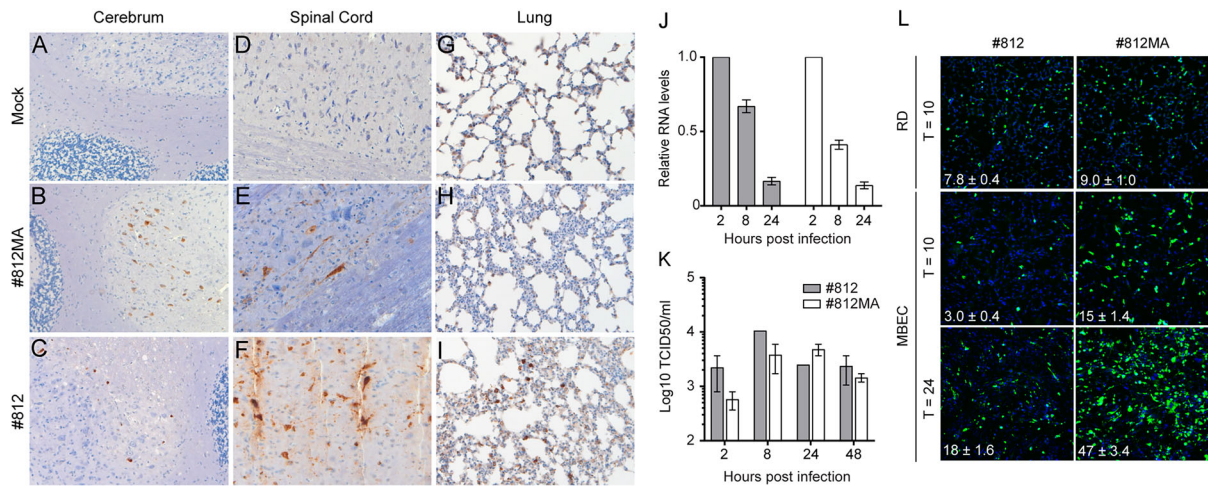 Cerebrum Spinal Cord Lung
Mock
A D G
#812MA
B E H
#812
C F I
J
Relative RNA levels
1.0
0.5
0
2 8 24 2 8 24
Hours post infection
K
Log10 TCID50/ml
5
4
3
2
#812
#812MA
2 8 24 48
Hours post infection
L
#812 #812MA
RD
T = 10
7.8 ± 0.4 9.0 ± 1.0
MBEC
T = 10
3.0 ± 0.4 15 ± 1.4
T = 24
18 ± 1.6 47 ± 3.4